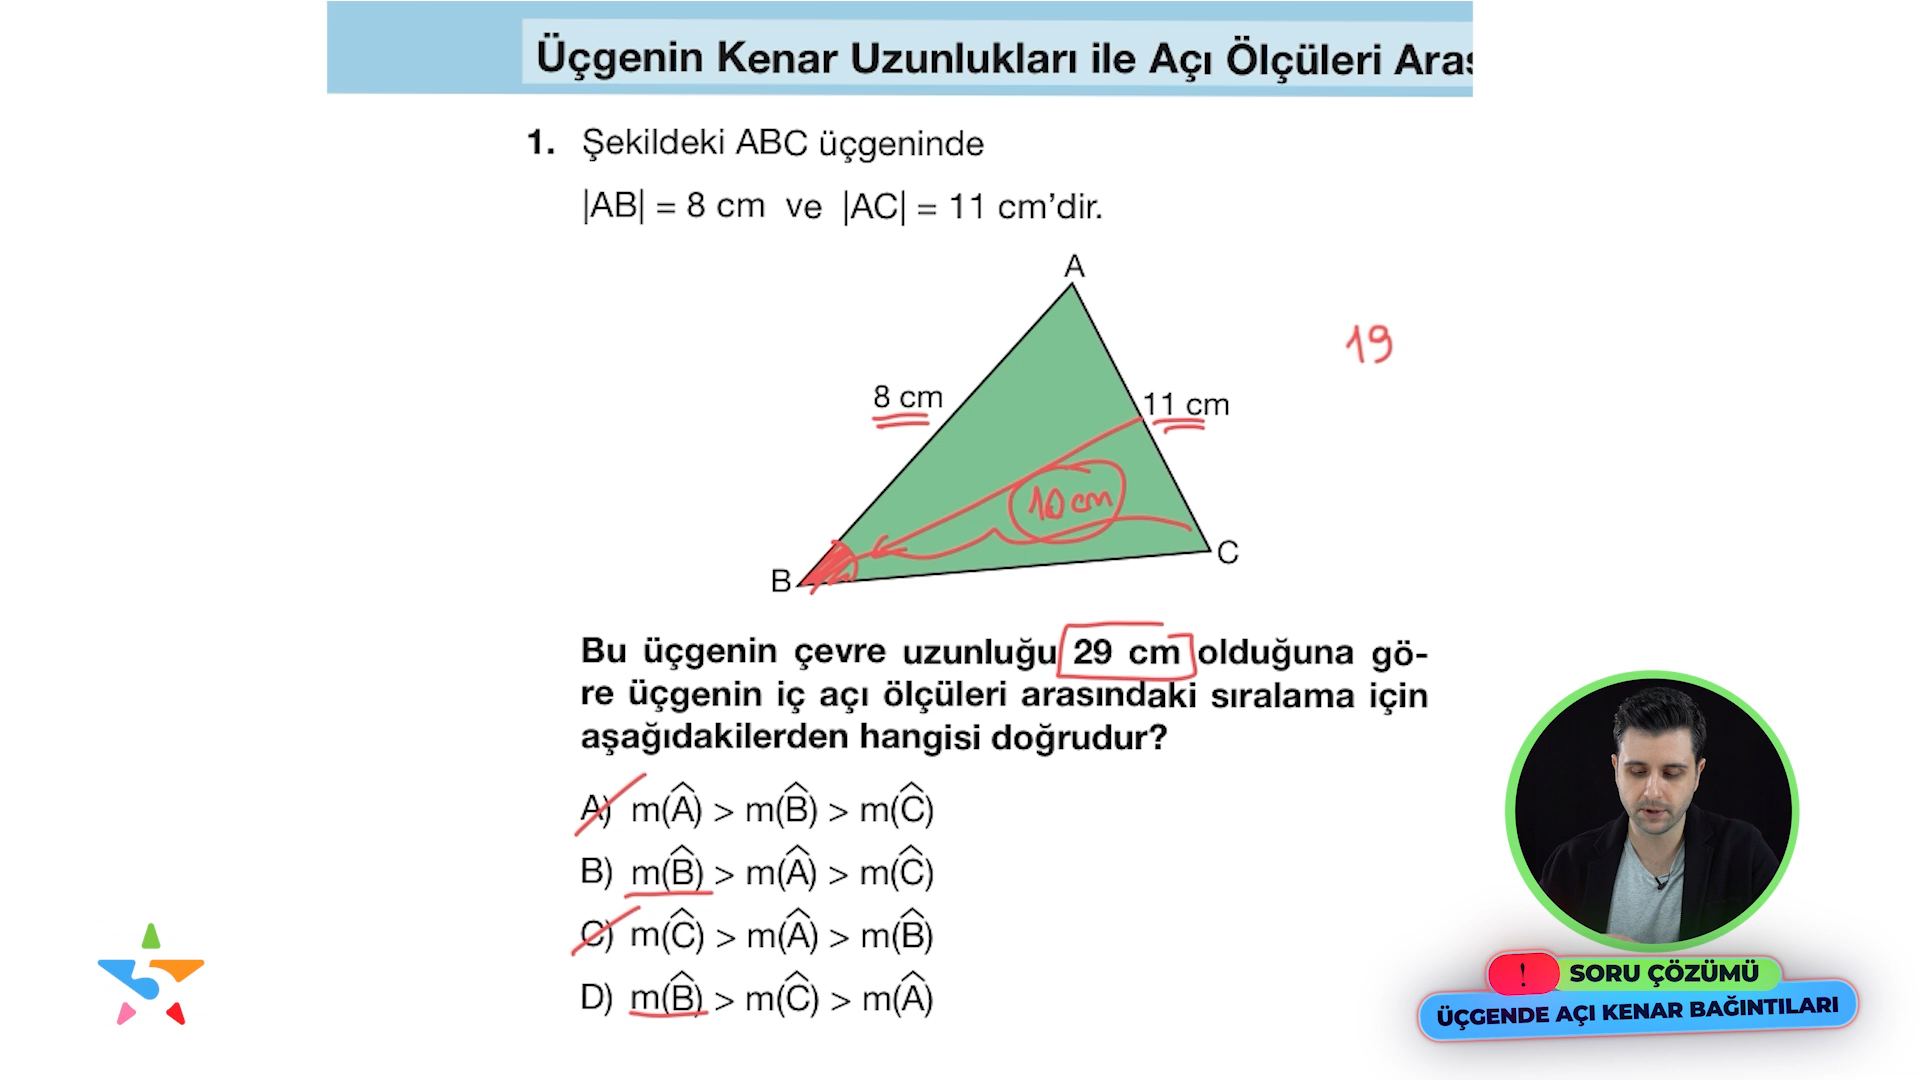 Üçgenin Kenar Uzunlukları ile Açı Ölçüleri Aras
1. Şekildeki ABC üçgeninde
|AB| = 8 cm ve |AC| = 11 cm’dir.
A
19
8 cm
11 cm
10 cm
C
B
Bu üçgenin çevre uzunluğu 29 cm olduğuna gö-
re üçgenin iç açı ölçüleri arasındaki sıralama için
aşağıdakilerden hangisi doğrudur?
A) m(Â) > m(B̂) > m(Ĉ)
B) m(B̂) > m(Â) > m(Ĉ)
C) m(Ĉ) > m(Â) > m(B̂)
D) m(B̂) > m(Ĉ) > m(Â)
5
! SORU ÇÖZÜMÜ
ÜÇGENDE AÇI KENAR BAĞINTILARI